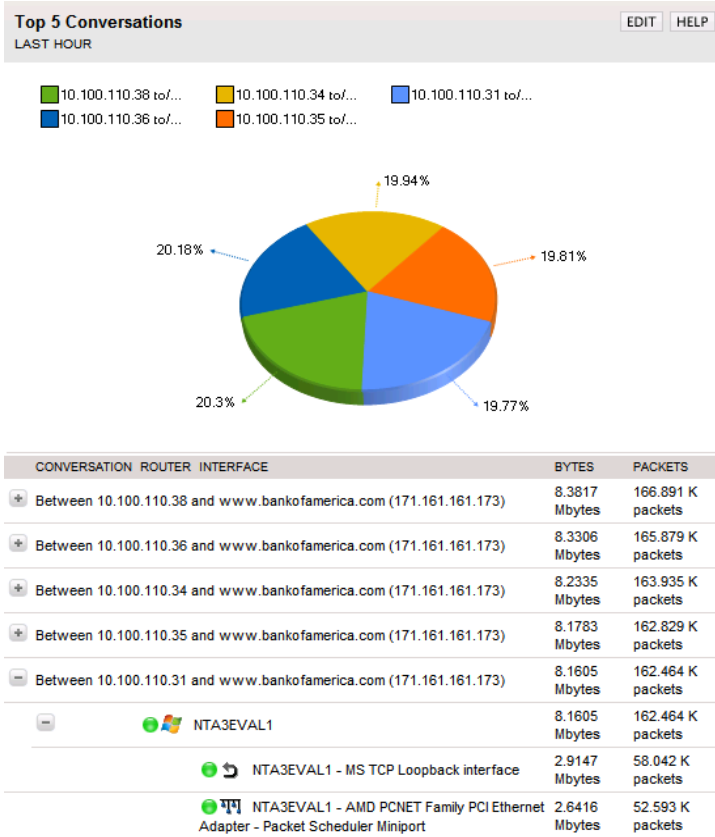 Top 5 Conversations
EDIT HELP
LAST HOUR
10.100.110.38 to/... 10.100.110.34 to/... 10.100.110.31 to/...
10.100.110.36 to/... 10.100.110.35 to/...
19.94%
20.18%
19.81%
20.3%
19.77%
CONVERSATION ROUTER INTERFACE BYTES PACKETS
Between 10.100.110.38 and www.bankofamerica.com (171.161.161.173) 8.3817 Mbytes 166.891 K packets
Between 10.100.110.36 and www.bankofamerica.com (171.161.161.173) 8.3306 Mbytes 165.879 K packets
Between 10.100.110.34 and www.bankofamerica.com (171.161.161.173) 8.2335 Mbytes 163.935 K packets
Between 10.100.110.35 and www.bankofamerica.com (171.161.161.173) 8.1783 Mbytes 162.829 K packets
Between 10.100.110.31 and www.bankofamerica.com (171.161.161.173) 8.1605 Mbytes 162.464 K packets
NTA3EVAL1 8.1605 Mbytes 162.464 K packets
NTA3EVAL1 - MS TCP Loopback interface 2.9147 Mbytes 58.042 K packets
NTA3EVAL1 - AMD PCNET Family PCI Ethernet 2.6416 52.593 K
Adapter - Packet Scheduler Miniport Mbytes packets